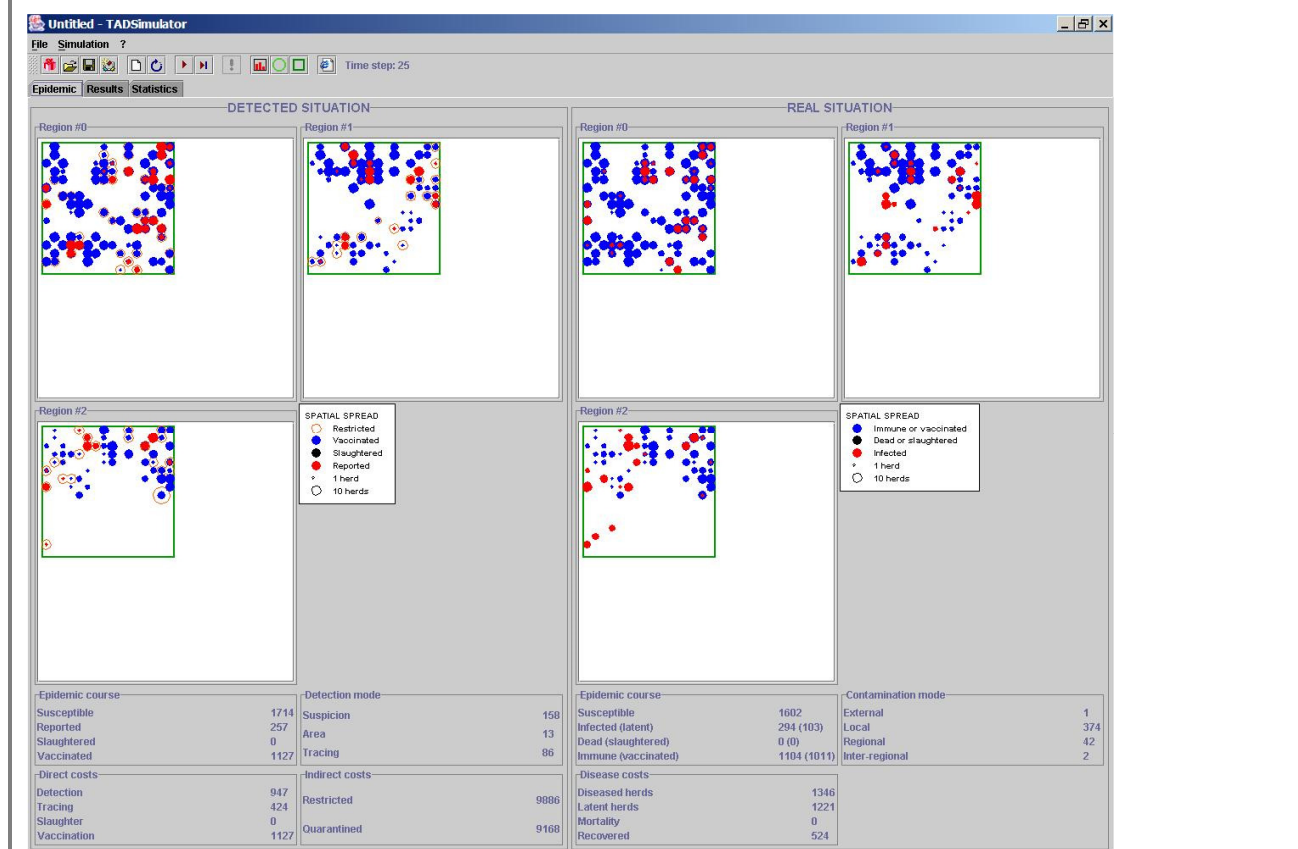 Untitled - TADSimulator
File Simulation ?
Time step: 25
Epidemic Results Statistics
DETECTED SITUATION
Region #0
Region #1
Region #2
SPATIAL SPREAD
Restricted
Vaccinated
Slaughtered
Reported
1 herd
10 herds
Epidemic course
Susceptible 1714
Reported 257
Slaughtered 0
Vaccinated 1127
Detection mode
Suspicion 158
Area 13
Tracing 86
Direct costs
Detection 947
Tracing 424
Slaughter 0
Vaccination 1127
Indirect costs
Restricted 9886
Quarantined 9168
REAL SITUATION
Region #0
Region #1
Region #2
SPATIAL SPREAD
Immune or vaccinated
Dead or slaughtered
Infected
1 herd
10 herds
Epidemic course
Susceptible 1602
Infected (latent) 294 (103)
Dead (slaughtered) 0 (0)
Immune (vaccinated) 1104 (1011)
Contamination mode
External 1
Local 374
Regional 42
Inter-regional 2
Disease costs
Diseased herds 1346
Latent herds 1221
Mortality 0
Recovered 524